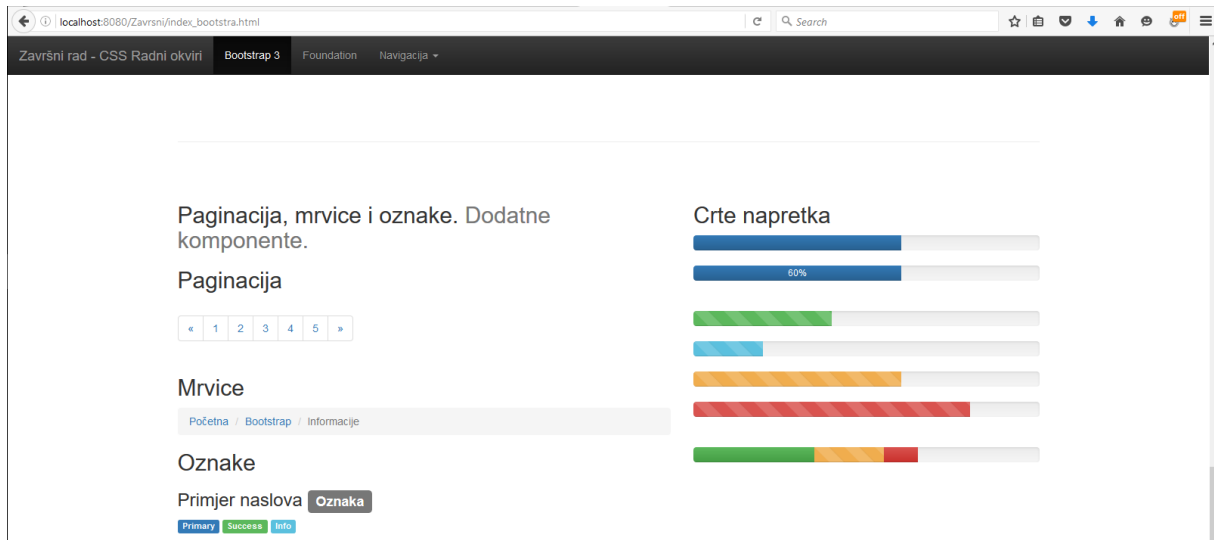 localhost:8080/Zavrsni/index_bootstra.html
Search
off
Završni rad - CSS Radni okviri Bootstrap 3 Foundation Navigacija
Paginacija, mrvice i oznake. Dodatne
komponente.
Paginacija
« 1 2 3 4 5 »
Mrvice
Početna / Bootstrap / Informacije
Oznake
Primjer naslova Oznaka
Primary Success Info
Crte napretka
60%